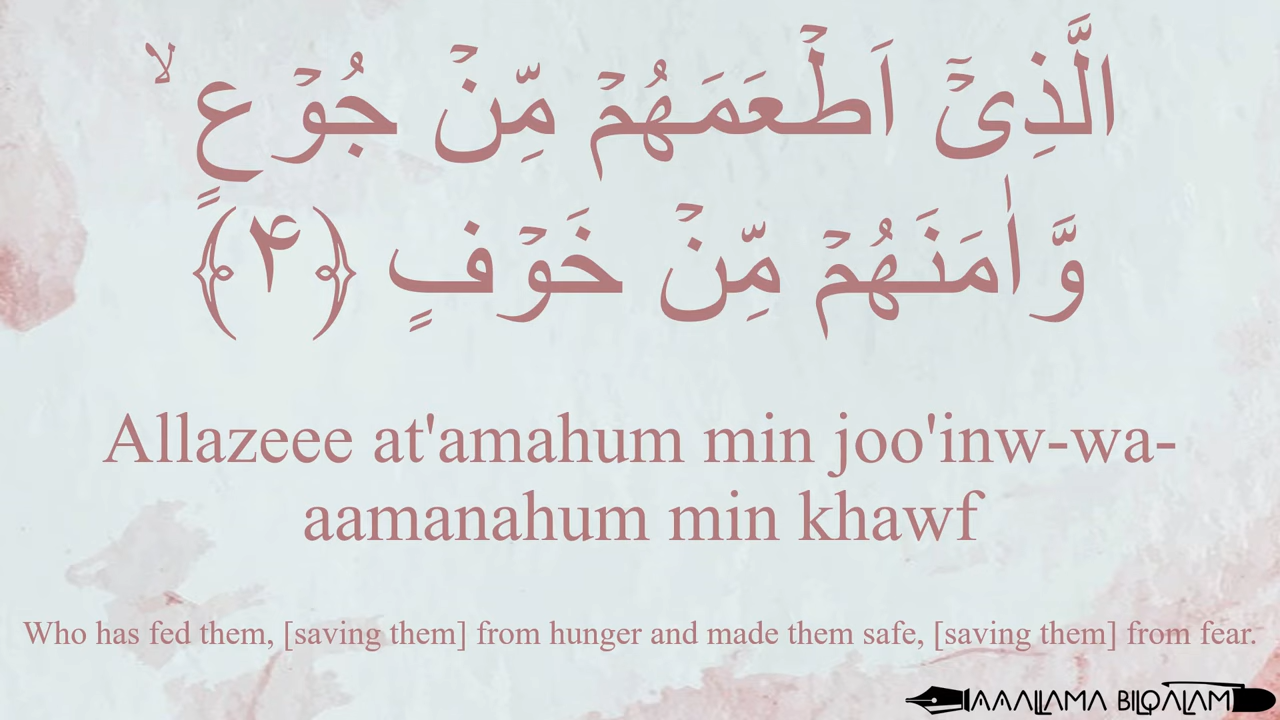 الَّذِیۡۤ اَطۡعَمَهُمۡ مِّنۡ جُوۡعٍ ۙ
وَّاٰمَنَهُمۡ مِّنۡ خَوۡفٍ ﴿۴﴾
Allazeee at'amahum min joo'inw-wa-
aamanahum min khawf
Who has fed them, [saving them] from hunger and made them safe, [saving them] from fear.
AAALLAMA BILQALAM